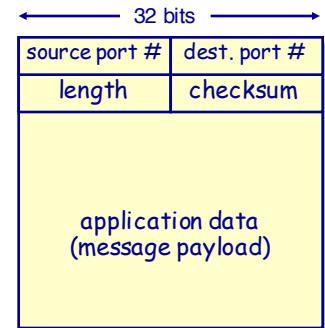 32 bits
source port # dest. port #
length checksum
application data
(message payload)